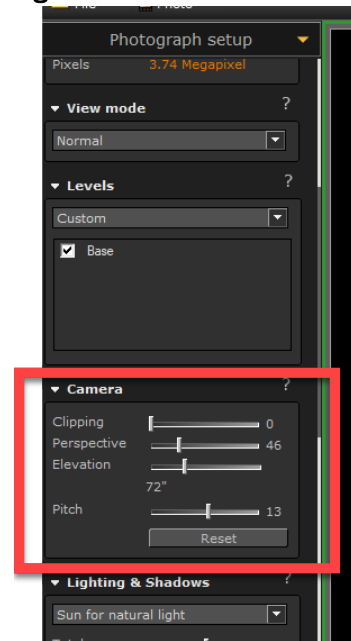 Photograph setup
Pixels 3.74 Megapixel
View mode ?
Normal
Levels ?
Custom
Base
Camera ?
Clipping 0
Perspective 46
Elevation
72"
Pitch 13
Reset
Lighting & Shadows ?
Sun for natural light